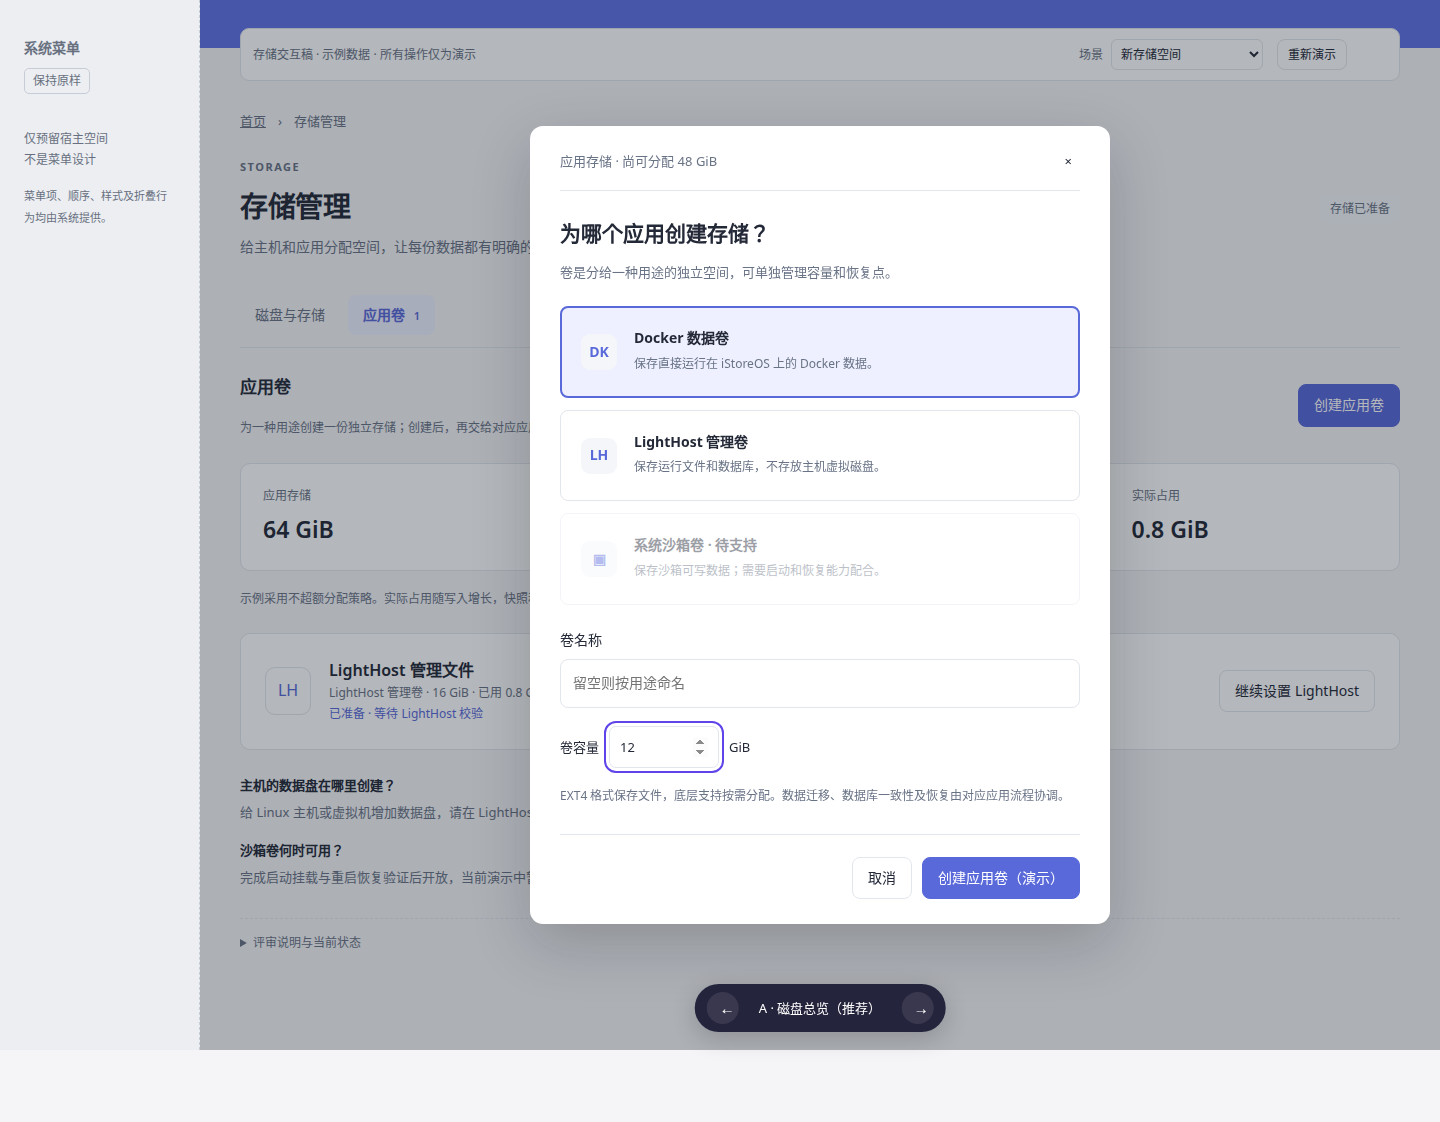 系统菜单
保持原样
仅预留宿主空间
不是菜单设计
菜单项、顺序、样式及折叠行
为均由系统提供。
存储交互稿 · 示例数据 · 所有操作仅为演示
场景
新存储空间
重新演示
首页 › 存储管理
STORAGE
存储管理
给主机和应用分配空间，让每份数据都有明确的
存储已准备
磁盘与存储
应用卷 1
应用卷
为一种用途创建一份独立存储；创建后，再交给对应应
创建应用卷
应用存储
64 GiB
实际占用
0.8 GiB
示例采用不超额分配策略。实际占用随写入增长，快照
LH
LightHost 管理文件
LightHost 管理卷 · 16 GiB · 已用 0.8
已准备 · 等待 LightHost 校验
继续设置 LightHost
主机的数据盘在哪里创建？
给 Linux 主机或虚拟机增加数据盘，请在 LightHos
沙箱卷何时可用？
完成启动挂载与重启恢复验证后开放，当前演示中
▶ 评审说明与当前状态
应用存储 · 尚可分配 48 GiB
×
为哪个应用创建存储？
卷是分给一种用途的独立空间，可单独管理容量和恢复点。
DK
Docker 数据卷
保存直接运行在 iStoreOS 上的 Docker 数据。
LH
LightHost 管理卷
保存运行文件和数据库，不存放主机虚拟磁盘。
▣
系统沙箱卷 · 待支持
保存沙箱可写数据；需要启动和恢复能力配合。
卷名称
留空则按用途命名
卷容量 12 GiB
EXT4 格式保存文件，底层支持按需分配。数据迁移、数据库一致性及恢复由对应应用流程协调。
取消
创建应用卷（演示）
← A · 磁盘总览（推荐） →